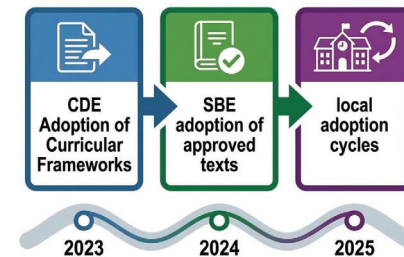 CDE
Adoption of
Curricular
Frameworks
SBE
adoption of
approved
texts
local
adoption
cycles
2023
2024
2025